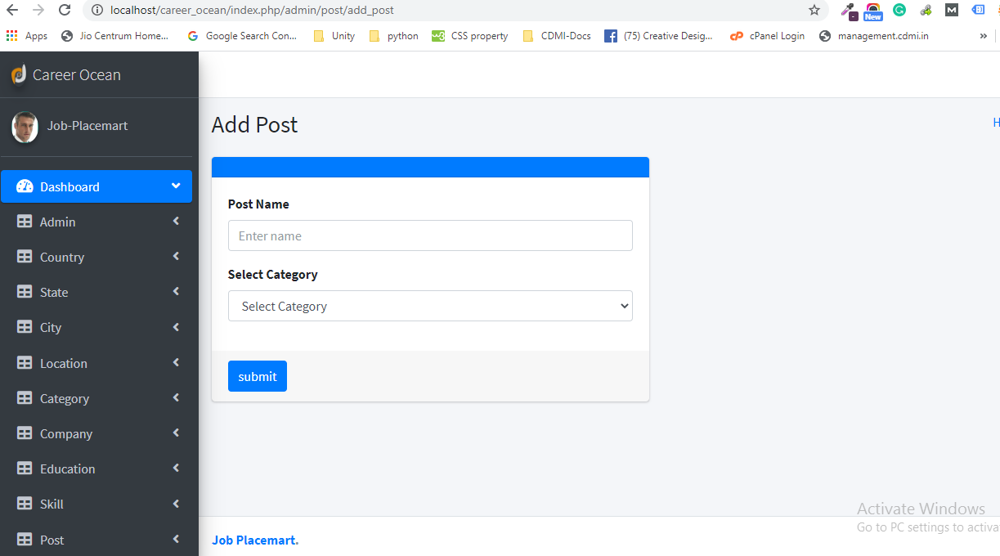 localhost/career_ocean/index.php/admin/post/add_post
New
Apps
Jio Centrum Home...
Google Search Con...
Unity
python
CSS property
CDMI-Docs
(75) Creative Desig...
cPanel Login
management.cdmi.in
»
Career Ocean
Job-Placemart
Dashboard
Admin
Country
State
City
Location
Category
Company
Education
Skill
Post
Add Post
H
Post Name
Enter name
Select Category
Select Category
submit
Activate Windows
Go to PC settings to activa
Job Placemart.